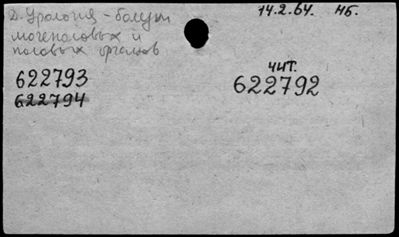 Д. Урология - болезни 14.2.64. НБ.
мочеполовых и
половых органов
622793 чит. 622792
622794